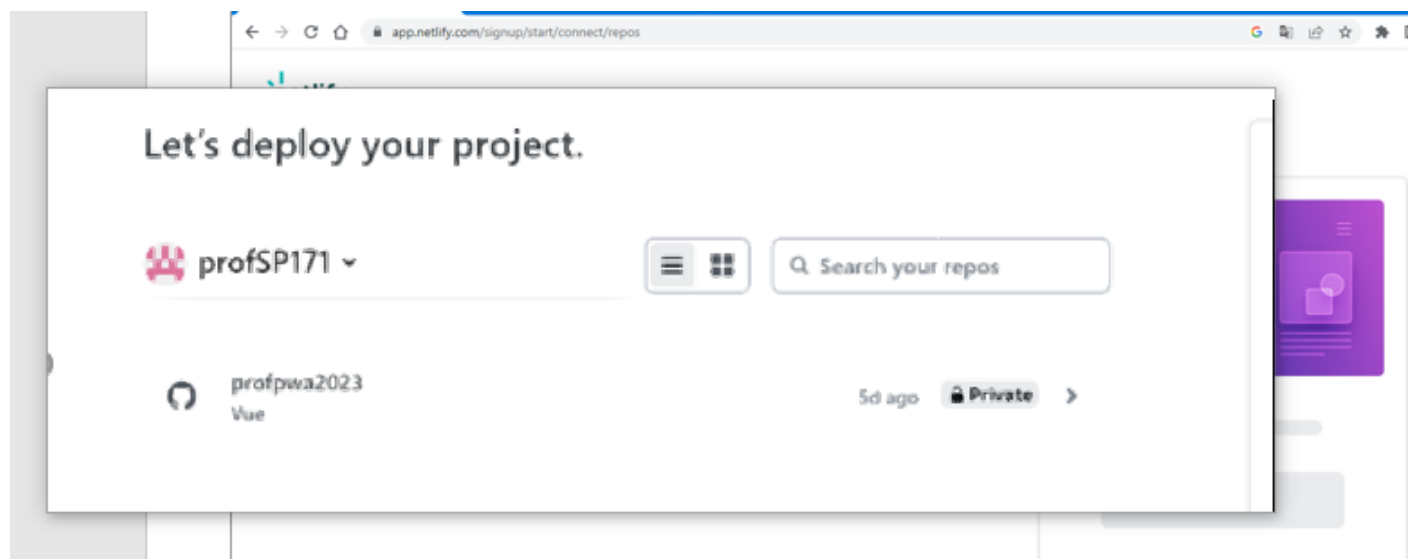 app.netlify.com/signup/start/connect/repos
Let's deploy your project.
profSP171
Search your repos
profpwa2023
5d ago Private
Vue